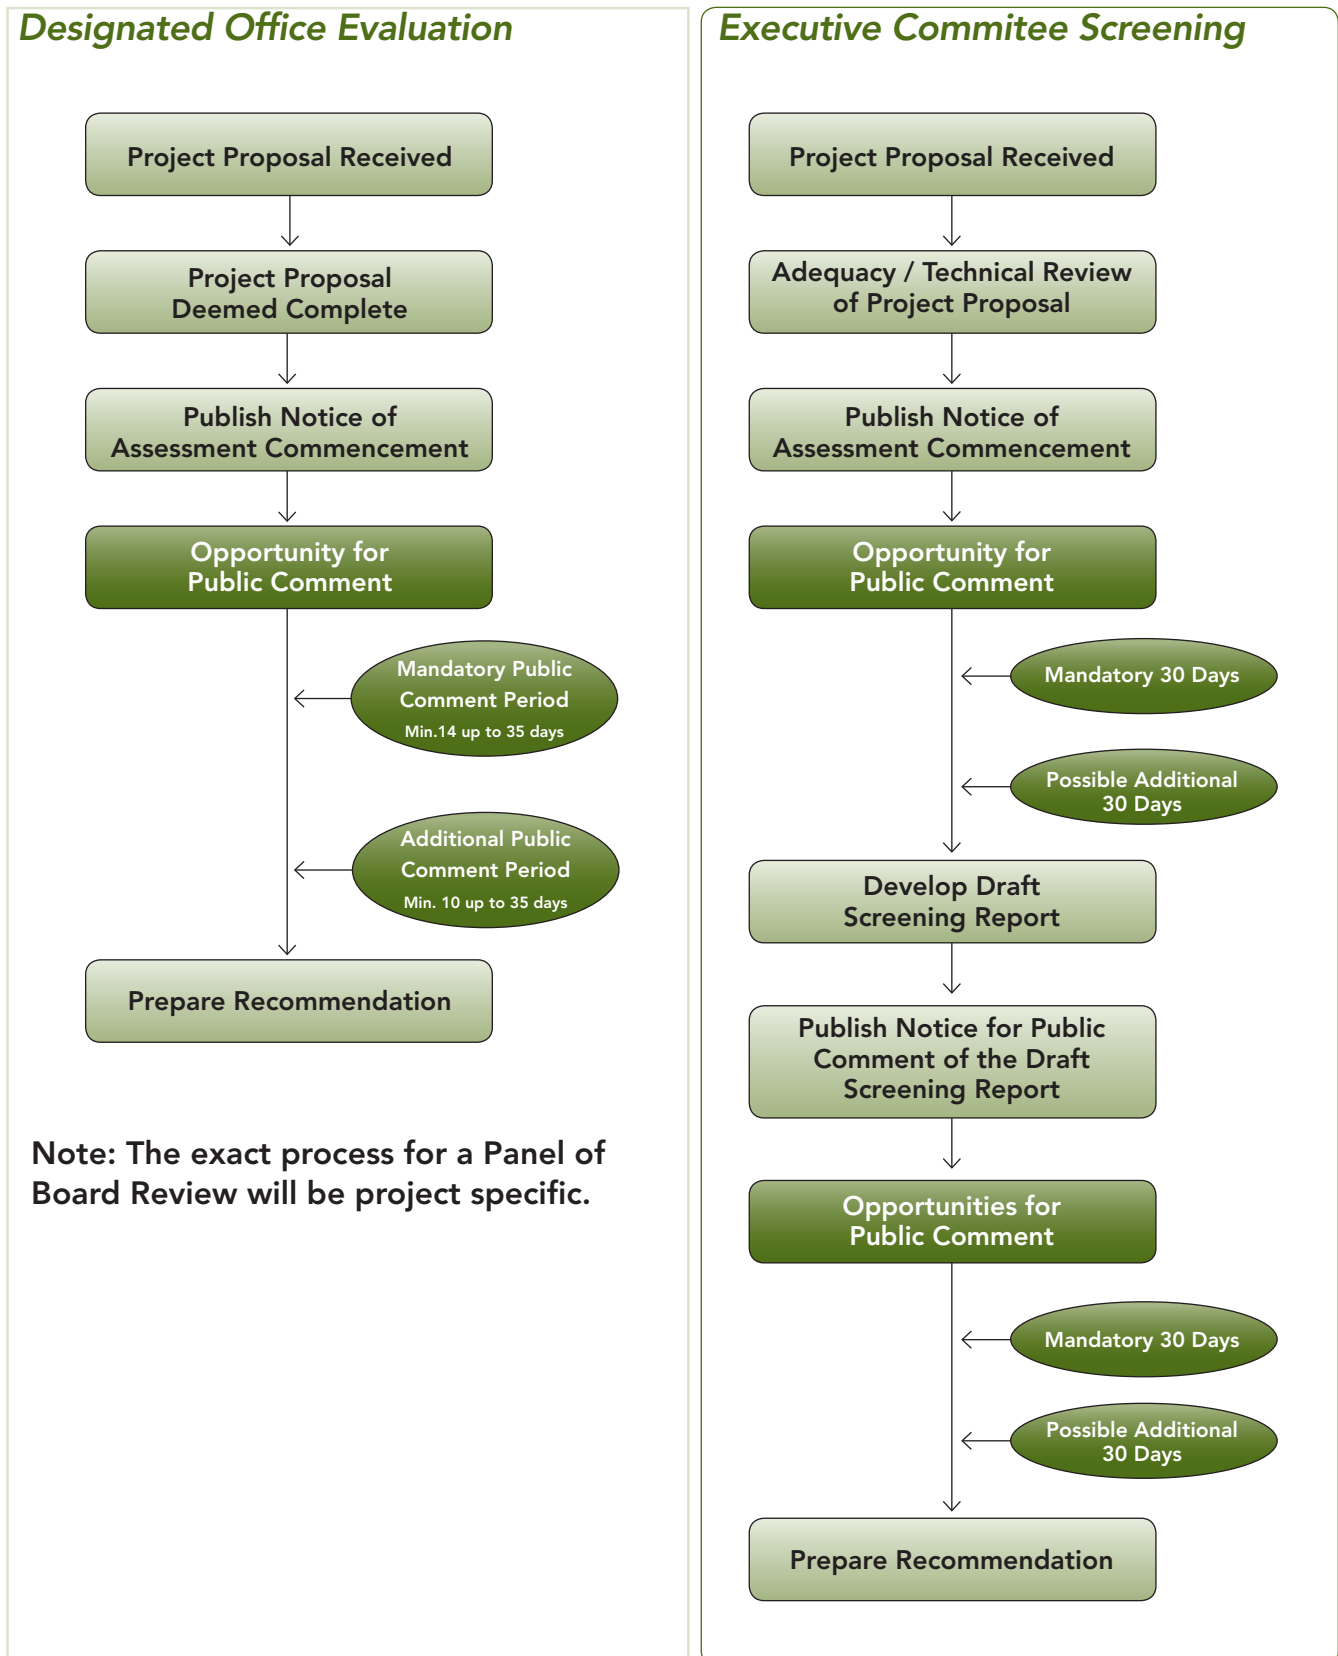 Designated Office Evaluation
Project Proposal Received
Project Proposal
Deemed Complete
Publish Notice of
Assessment Commencement
Opportunity for
Public Comment
Mandatory Public
Comment Period
Min.14 up to 35 days
Additional Public
Comment Period
Min. 10 up to 35 days
Prepare Recommendation
Note: The exact process for a Panel of
Board Review will be project specific.
Executive Commitee Screening
Project Proposal Received
Adequacy / Technical Review
of Project Proposal
Publish Notice of
Assessment Commencement
Opportunity for
Public Comment
Mandatory 30 Days
Possible Additional
30 Days
Develop Draft
Screening Report
Publish Notice for Public
Comment of the Draft
Screening Report
Opportunities for
Public Comment
Mandatory 30 Days
Possible Additional
30 Days
Prepare Recommendation